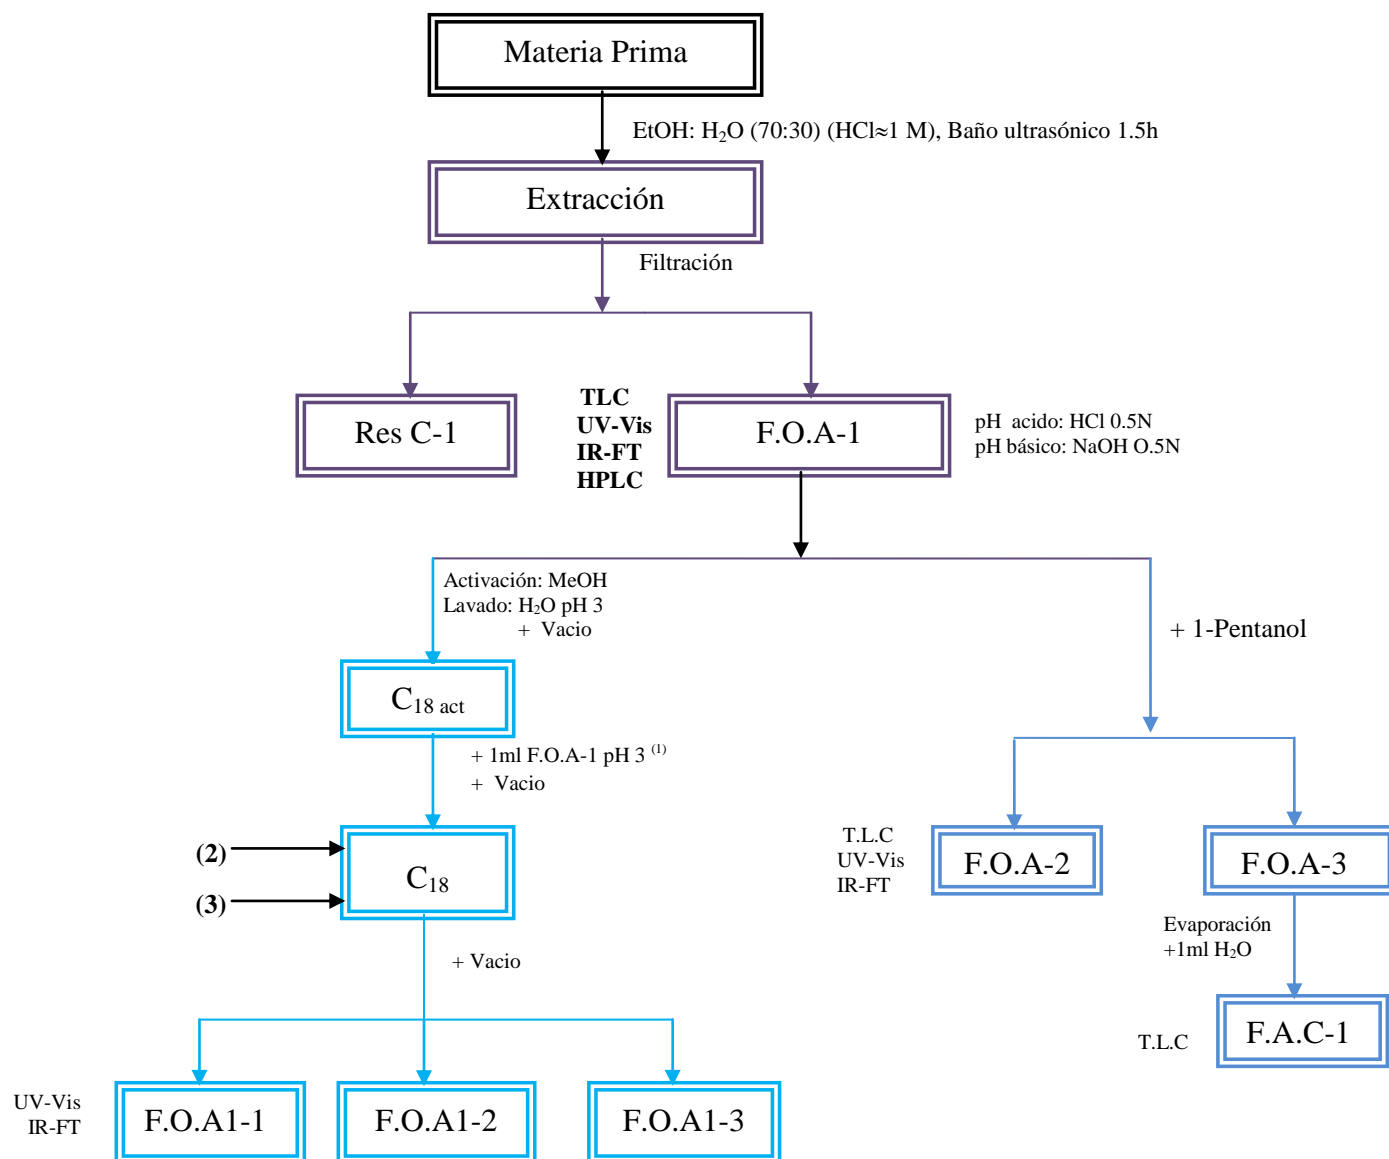 Materia Prima
EtOH: H₂O (70:30) (HCl≈1 M), Baño ultrasónico 1.5h
Extracción
Filtración
Res C-1
TLC
UV-Vis
IR-FT
HPLC
F.O.A-1
pH acido: HCl 0.5N
pH básico: NaOH O.5N
Activación: MeOH
Lavado: H₂O pH 3
+ Vacio
+ 1-Pentanol
C₁₈ act
+ 1ml F.O.A-1 pH 3 (1)
+ Vacio
(2)
(3)
C₁₈
T.L.C
UV-Vis
IR-FT
F.O.A-2
F.O.A-3
Evaporación
+1ml H₂O
+ Vacio
T.L.C
F.A.C-1
UV-Vis
IR-FT
F.O.A1-1
F.O.A1-2
F.O.A1-3